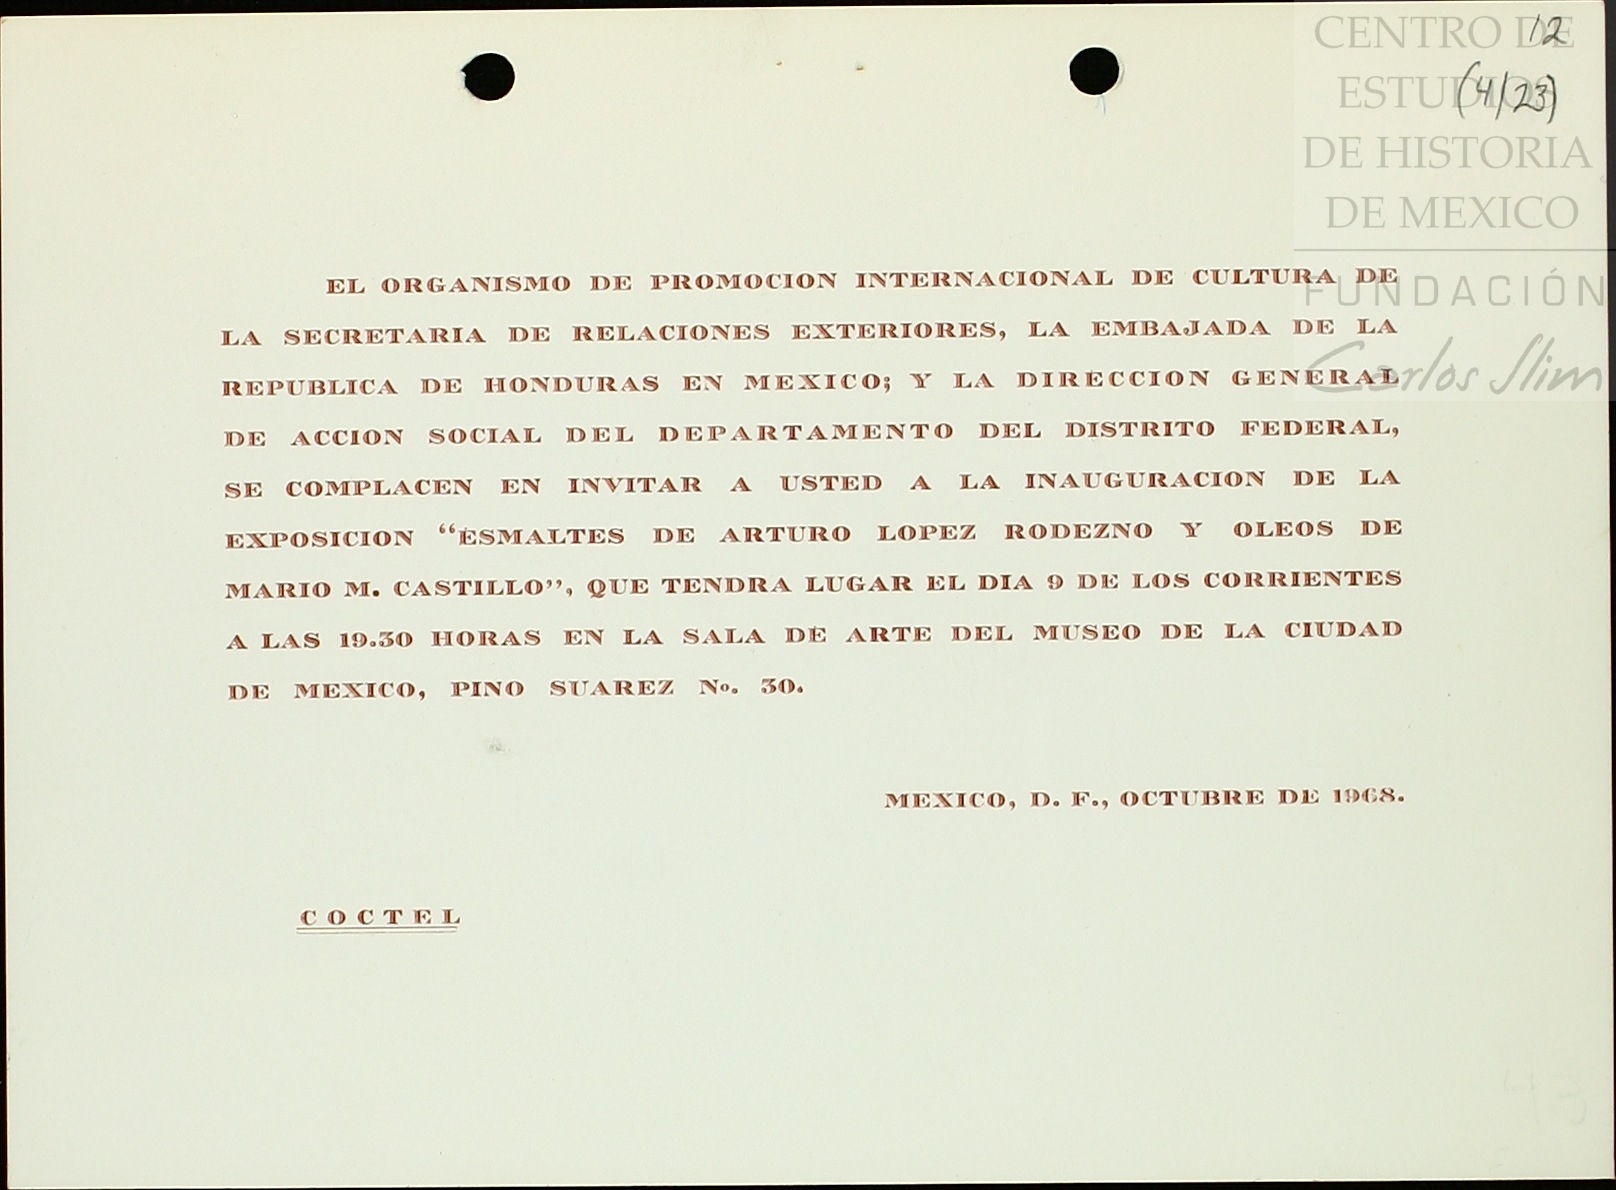 12
(4/23)
CENTRO DE
ESTUDIOS
DE HISTORIA
DE MEXICO
FUNDACIÓN
Carlos Slim
EL ORGANISMO DE PROMOCION INTERNACIONAL DE CULTURA DE
LA SECRETARIA DE RELACIONES EXTERIORES, LA EMBAJADA DE LA
REPUBLICA DE HONDURAS EN MEXICO; Y LA DIRECCION GENERAL
DE ACCION SOCIAL DEL DEPARTAMENTO DEL DISTRITO FEDERAL,
SE COMPLACEN EN INVITAR A USTED A LA INAUGURACION DE LA
EXPOSICION “ESMALTES DE ARTURO LOPEZ RODEZNO Y OLEOS DE
MARIO M. CASTILLO”, QUE TENDRA LUGAR EL DIA 9 DE LOS CORRIENTES
A LAS 19.30 HORAS EN LA SALA DE ARTE DEL MUSEO DE LA CIUDAD
DE MEXICO, PINO SUAREZ No. 30.
MEXICO, D. F., OCTUBRE DE 1968.
COCTEL